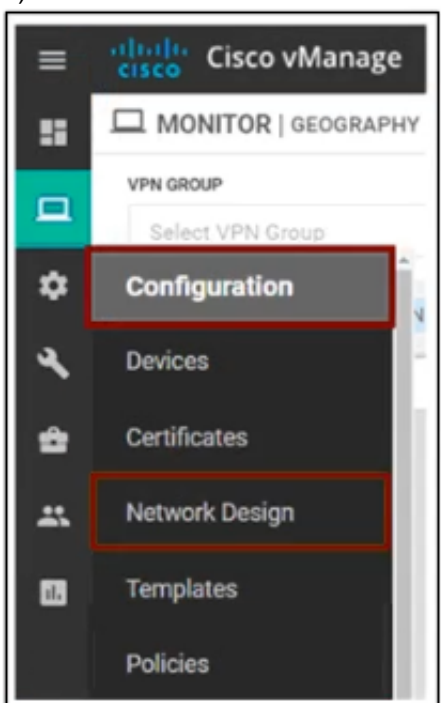 cisco Cisco vManage
MONITOR | GEOGRAPHY
VPN GROUP
Select VPN Group
Configuration
N
Devices
Certificates
Network Design
Templates
Policies